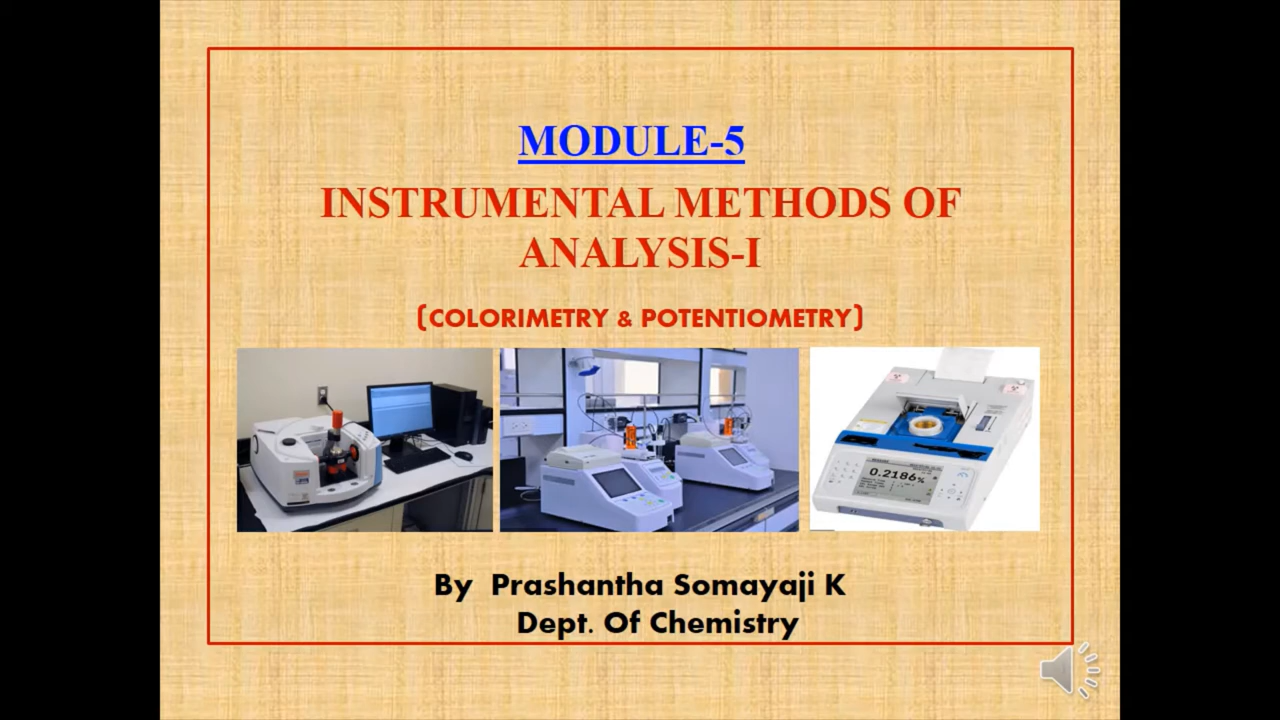 MODULE-5
INSTRUMENTAL METHODS OF
ANALYSIS-I
(COLORIMETRY & POTENTIOMETRY)
0.2186%
By Prashantha Somayaji K
Dept. Of Chemistry